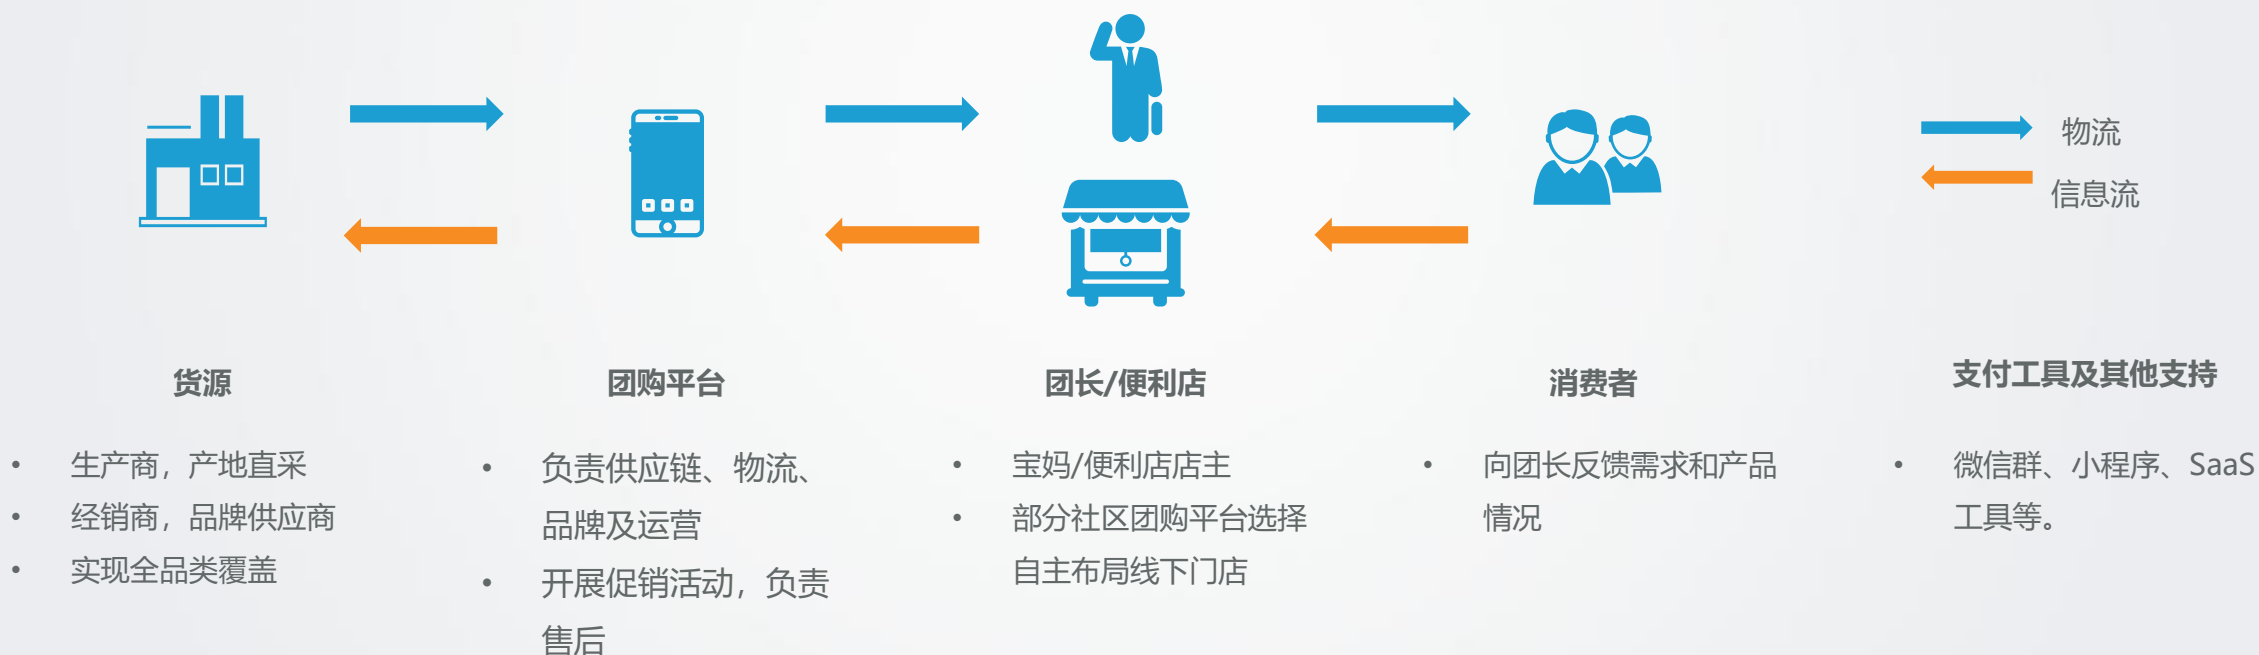 物流
信息流
货源
团购平台
团长/便利店
消费者
支付工具及其他支持
• 生产商，产地直采
• 经销商，品牌供应商
• 实现全品类覆盖
• 负责供应链、物流、
品牌及运营
• 开展促销活动，负责
售后
• 宝妈/便利店店主
• 部分社区团购平台选择
自主布局线下门店
• 向团长反馈需求和产品
情况
• 微信群、小程序、SaaS
工具等。